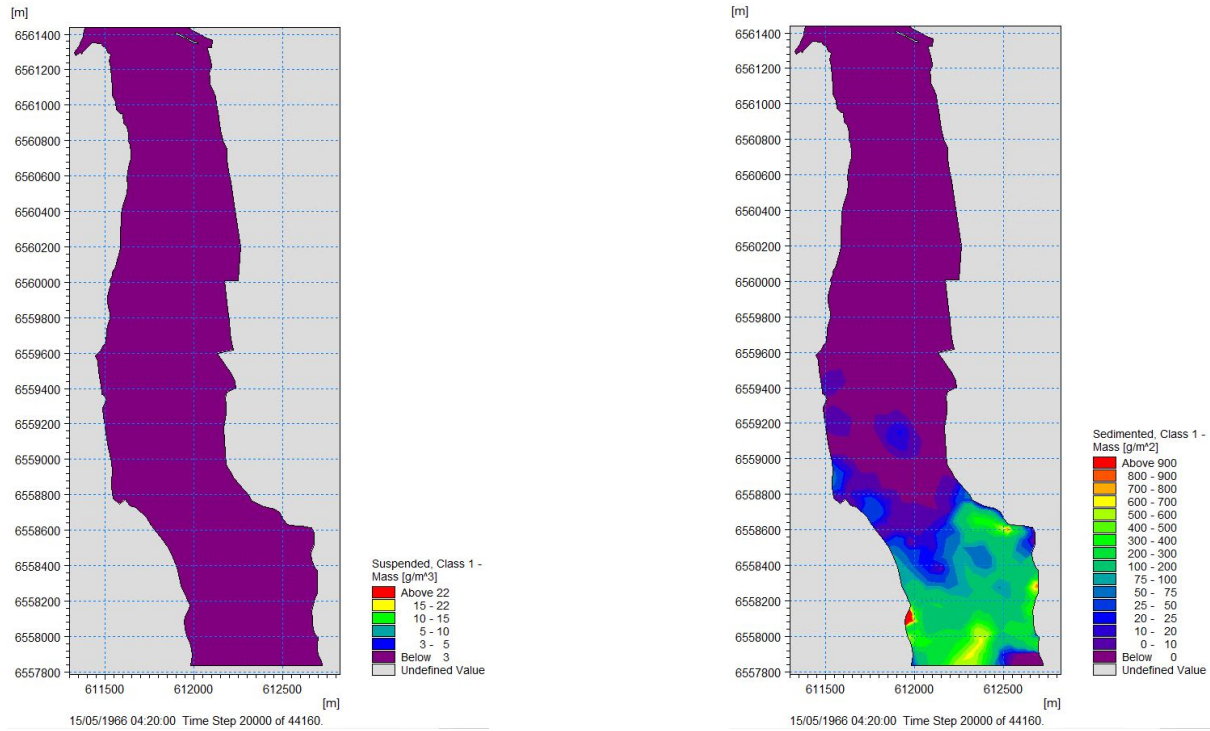 [m]
6561400
6561200
6561000
6560800
6560600
6560400
6560200
6560000
6559800
6559600
6559400
6559200
6559000
6558800
6558600
6558400
6558200
6558000
6557800
611500
612000
612500
[m]
15/05/1966 04:20:00 Time Step 20000 of 44160.
Suspended, Class 1 -
Mass [g/m^3]
Above 22
15 - 22
10 - 15
5 - 10
3 - 5
Below 3
Undefined Value
[m]
6561400
6561200
6561000
6560800
6560600
6560400
6560200
6560000
6559800
6559600
6559400
6559200
6559000
6558800
6558600
6558400
6558200
6558000
6557800
611500
612000
612500
[m]
15/05/1966 04:20:00 Time Step 20000 of 44160.
Sedimented, Class 1 -
Mass [g/m^2]
Above 900
800 - 900
700 - 800
600 - 700
500 - 600
400 - 500
300 - 400
200 - 300
100 - 200
75 - 100
50 - 75
25 - 50
20 - 25
10 - 20
0 - 10
Below 0
Undefined Value